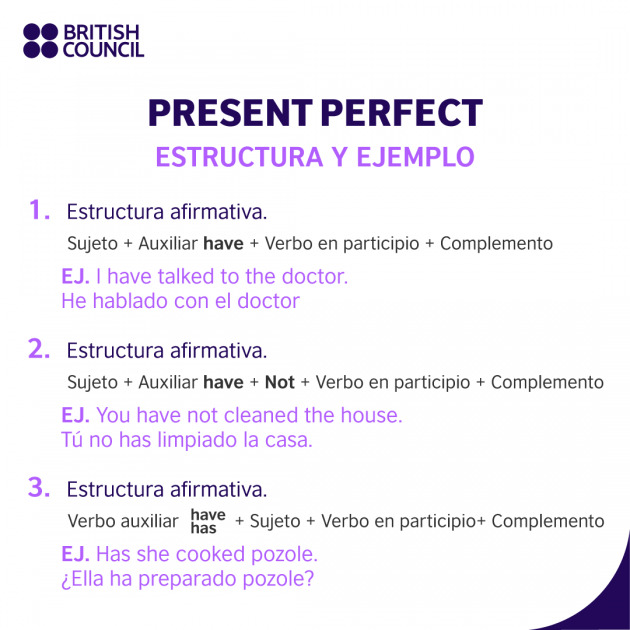 BRITISH
COUNCIL
PRESENT PERFECT
ESTRUCTURA Y EJEMPLO
1. Estructura afirmativa.
Sujeto + Auxiliar have + Verbo en participio + Complemento
EJ. I have talked to the doctor.
He hablado con el doctor
2. Estructura afirmativa.
Sujeto + Auxiliar have + Not + Verbo en participio + Complemento
EJ. You have not cleaned the house.
Tú no has limpiado la casa.
3. Estructura afirmativa.
Verbo auxiliar have has + Sujeto + Verbo en participio+ Complemento
EJ. Has she cooked pozole.
¿Ella ha preparado pozole?